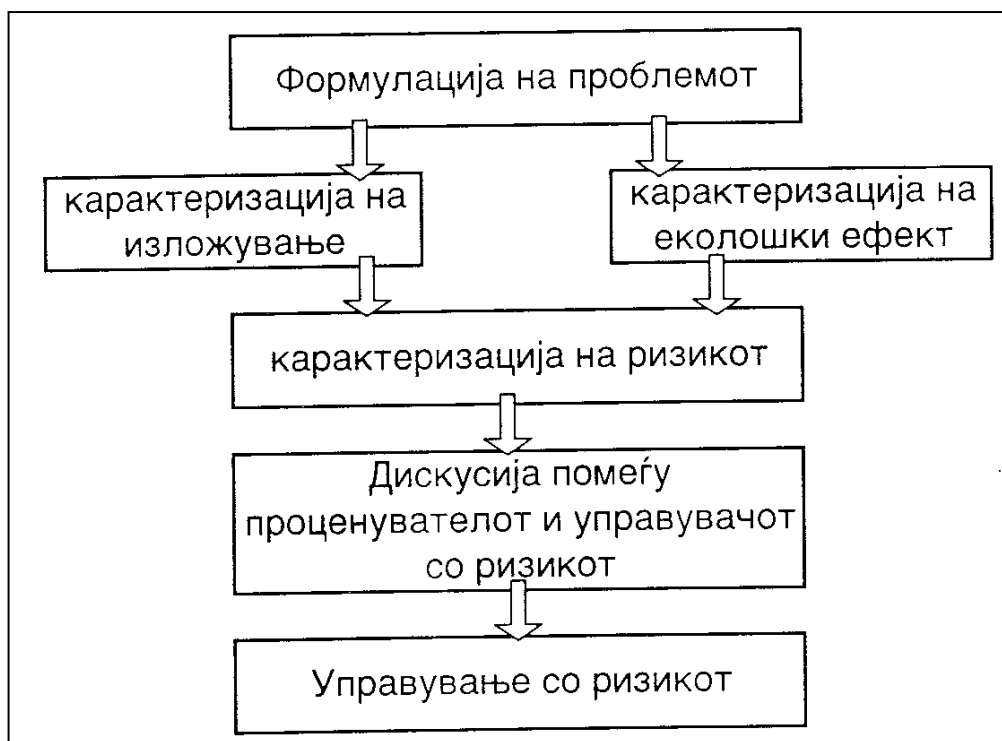 Формулација на проблемот
карактеризација на
изложување
карактеризација на
еколошки ефект
карактеризација на ризикот
Дискусија помеѓу
проценувателот и управувачот
со ризикот
Управување со ризикот